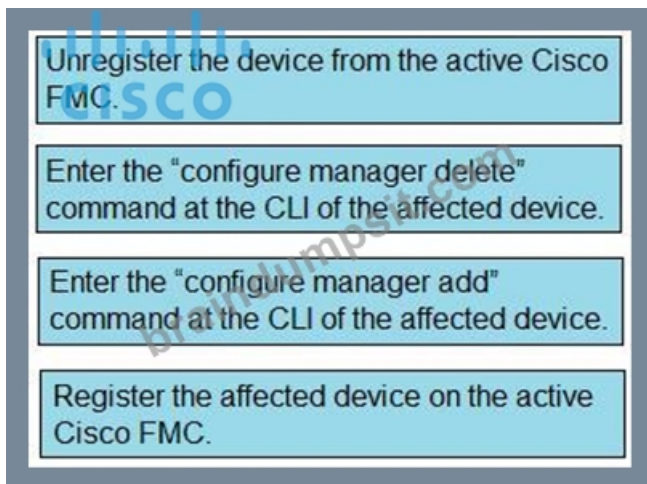 Unregister the device from the active Cisco
FMC.
CISCO
Enter the "configure manager delete"
command at the CLI of the affected device.
Enter the "configure manager add"
command at the CLI of the affected device.
braindumpsit.com
Register the affected device on the active
Cisco FMC.